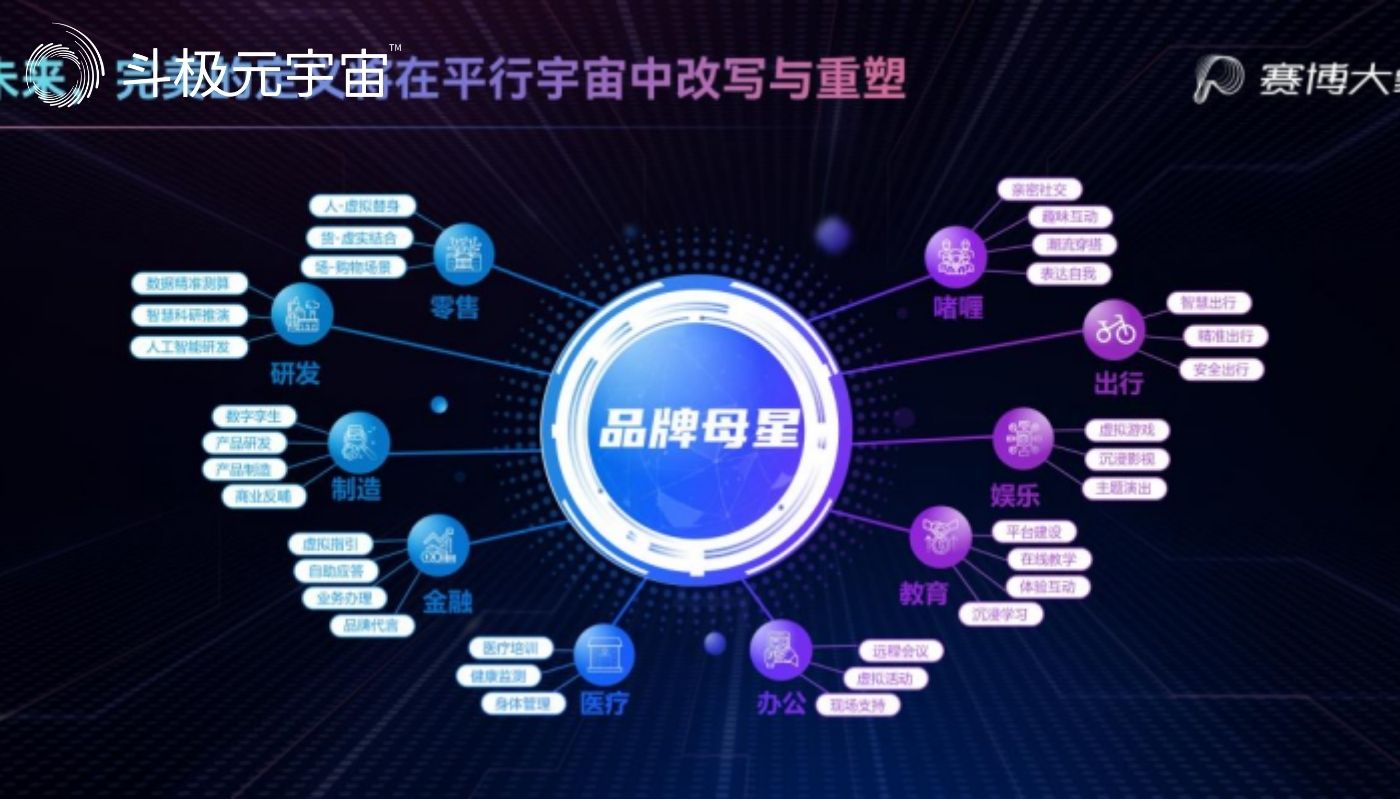 斗极元宇宙™
未来 在平行宇宙中改写与重塑
赛博大
品牌母星
零售
人-虚拟替身
货-虚实结合
场-购物场景
研发
数据精准测算
智慧科研推演
人工智能研发
制造
数字孪生
产品研发
产品制造
商业反哺
金融
虚拟指引
自助应答
业务办理
品牌代言
医疗
医疗培训
健康监测
身体管理
啫喱
亲密社交
趣味互动
潮流穿搭
表达自我
出行
智慧出行
精准出行
安全出行
娱乐
虚拟游戏
沉浸影视
主题演出
教育
平台建设
在线教学
体验互动
沉浸学习
办公
远程会议
虚拟活动
现场支持